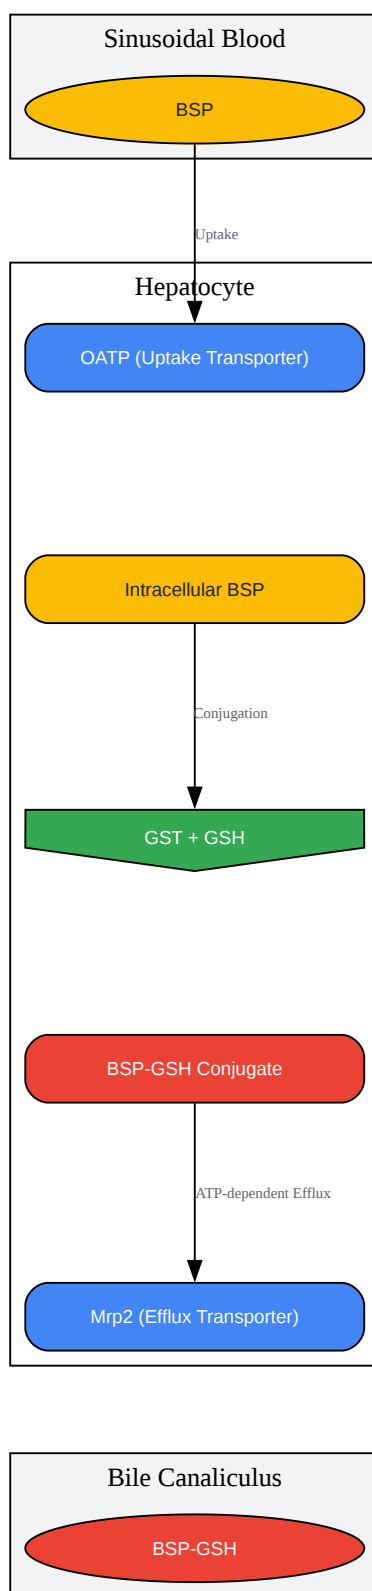 Sinusoidal Blood
BSP
Uptake
Hepatocyte
OATP (Uptake Transporter)
Intracellular BSP
Conjugation
GST + GSH
BSP-GSH Conjugate
ATP-dependent Efflux
Mrp2 (Efflux Transporter)
Bile Canaliculus
BSP-GSH